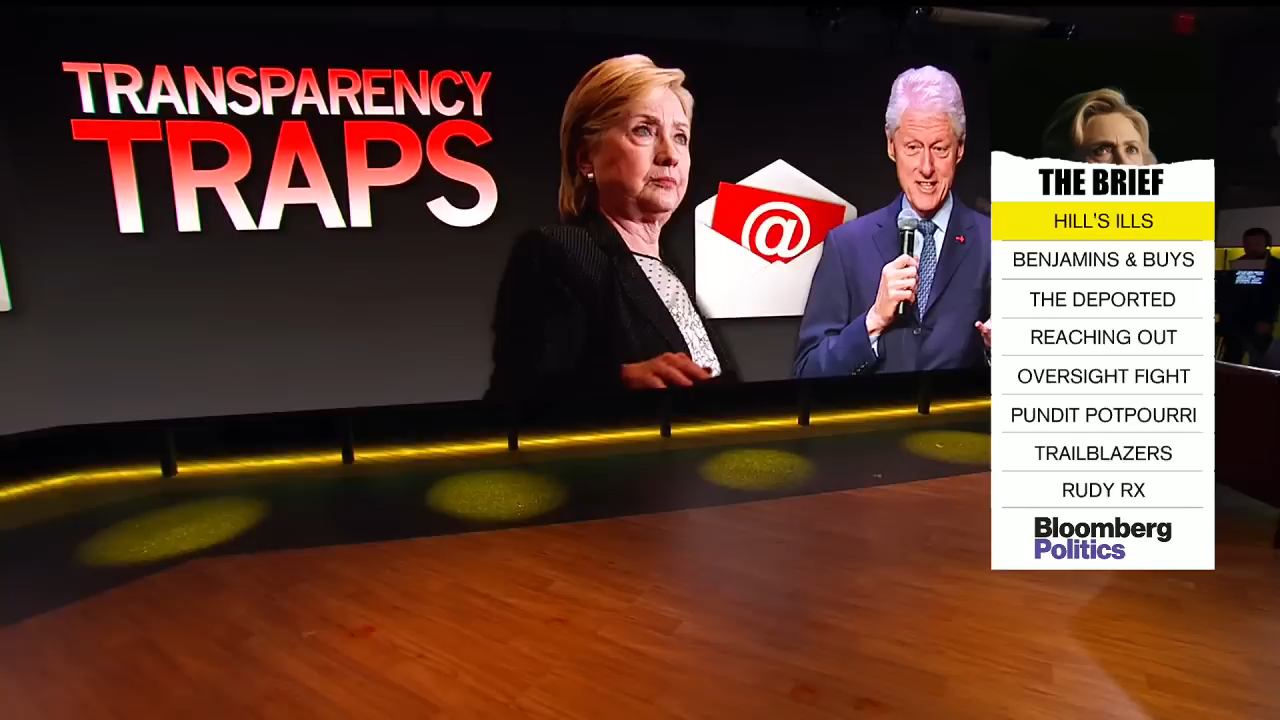 TRANSPARENCY
TRAPS
@
THE BRIEF
HILL'S ILLS
BENJAMINS & BUYS
THE DEPORTED
REACHING OUT
OVERSIGHT FIGHT
PUNDIT POTPOURRI
TRAILBLAZERS
RUDY RX
Bloomberg
Politics